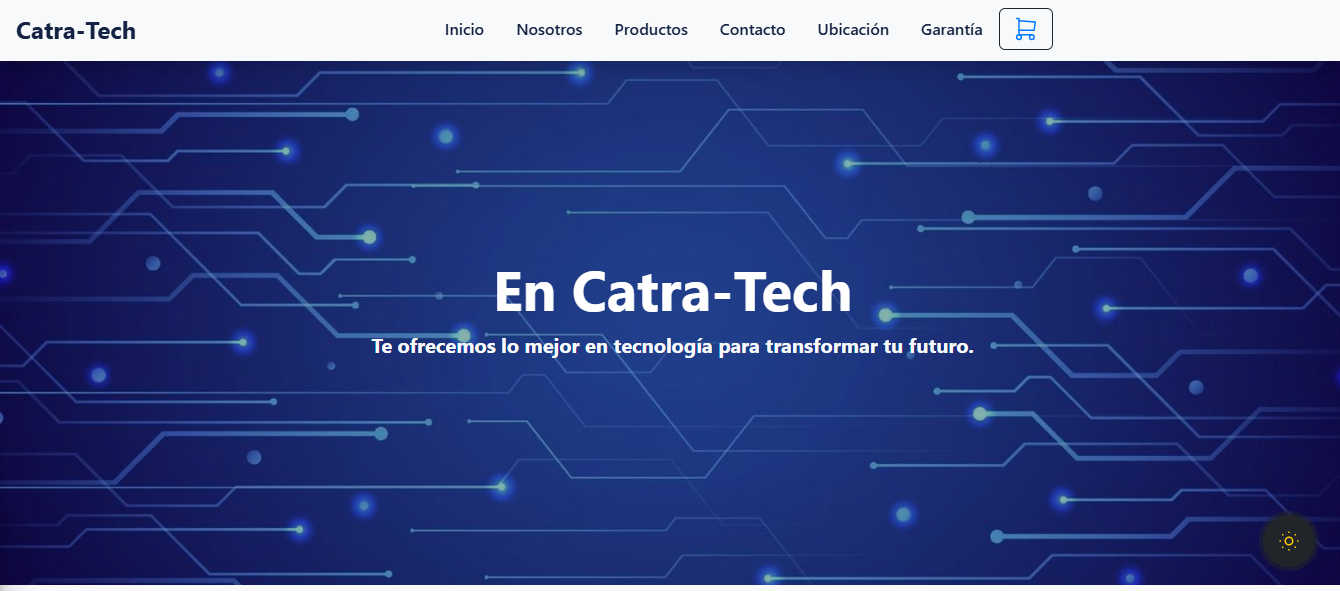 Catra-Tech Inicio Nosotros Productos Contacto Ubicación Garantía
En Catra-Tech
Te ofrecemos lo mejor en tecnología para transformar tu futuro.